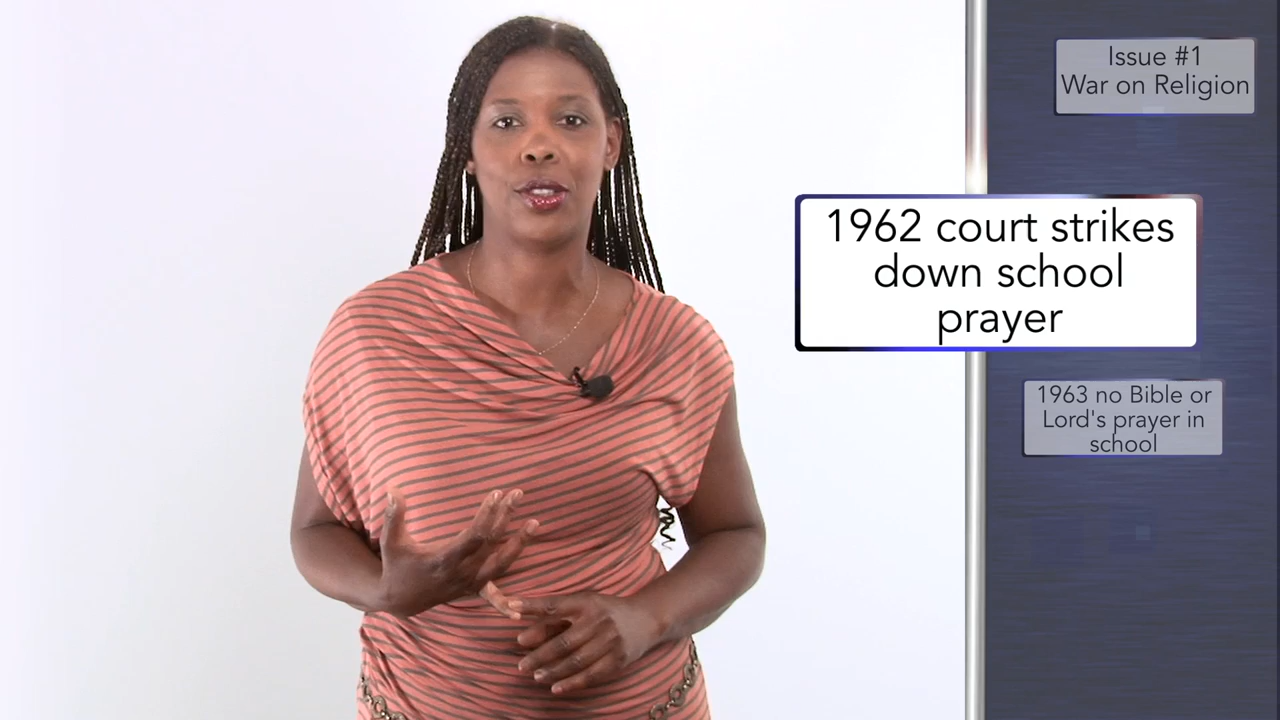 Issue #1
War on Religion
1962 court strikes
down school
prayer
1963 no Bible or
Lord's prayer in
school